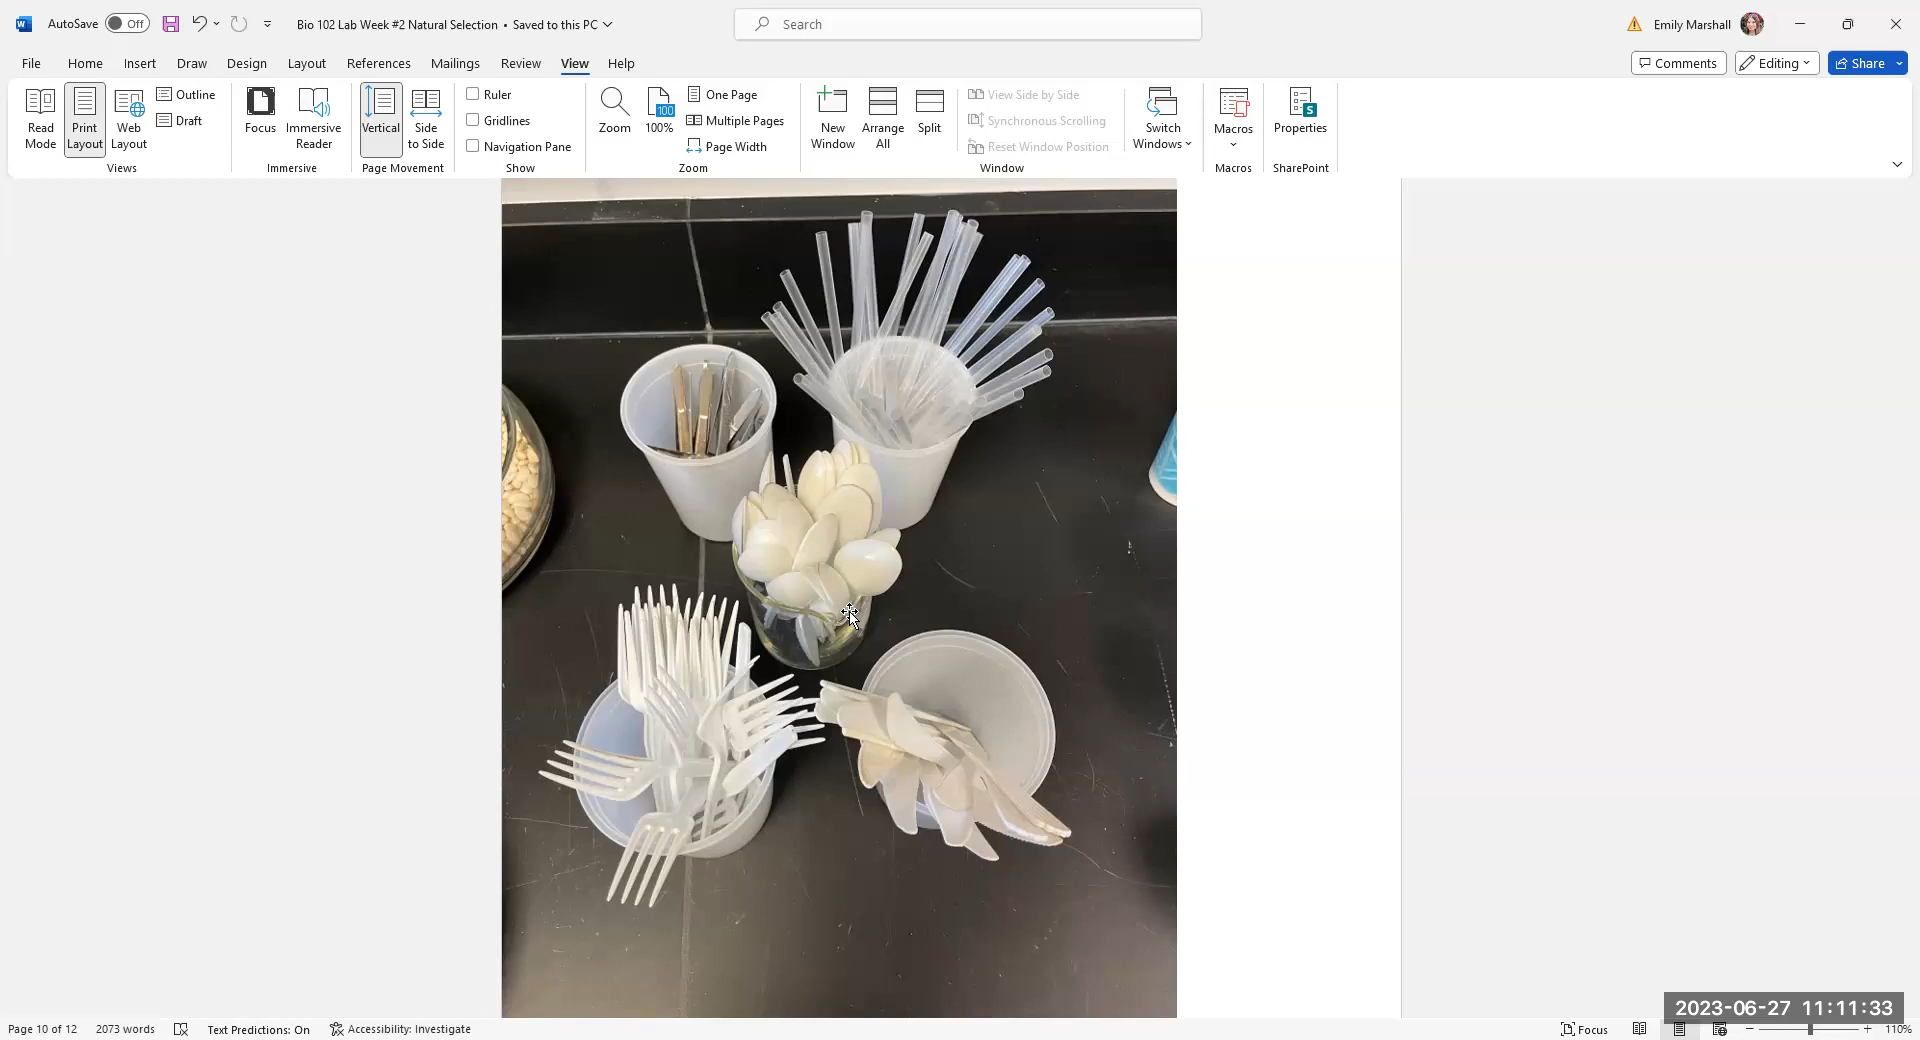 AutoSave Off Bio 102 Lab Week #2 Natural Selection • Saved to this PC Search Emily Marshall
File Home Insert Draw Design Layout References Mailings Review View Help Comments Editing Share
Read Mode Print Layout Web Layout Outline Draft Focus Immersive Reader Vertical Side to Side Ruler Gridlines Navigation Pane Zoom 100 100% One Page Multiple Pages Page Width New Window Arrange All Split View Side by Side Synchronous Scrolling Reset Window Position Switch Windows Macros S Properties
Views Immersive Page Movement Show Zoom Window Macros SharePoint
2023-06-27 11:11:33
Page 10 of 12 2073 words Text Predictions: On Accessibility: Investigate Focus 110%